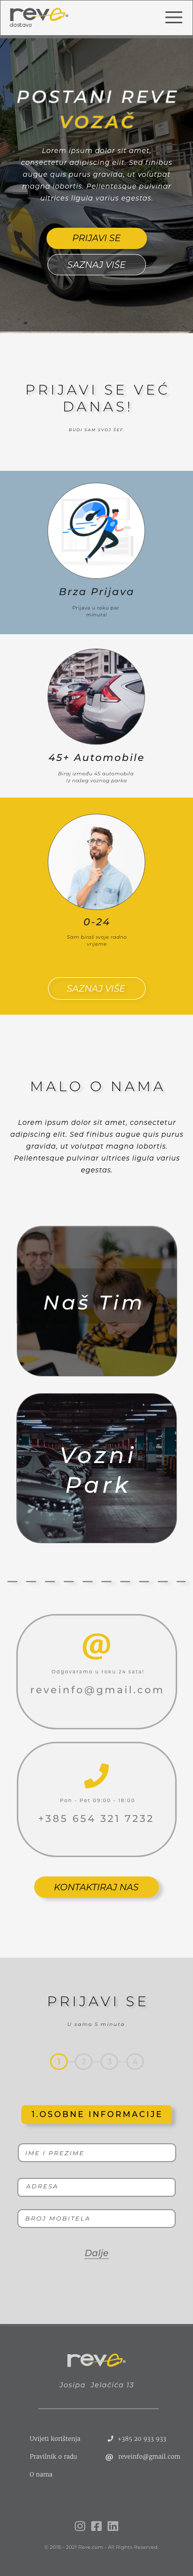 reve
dostava
POSTANI REVE
VOZAČ
Lorem ipsum dolor sit amet,
consectetur adipiscing elit. Sed finibus
augue quis purus gravida, ut volutpat
magna lobortis. Pellentesque pulvinar
ultrices ligula varius egestas.
PRIJAVI SE
SAZNAJ VIŠE
PRIJAVI SE VEĆ
DANAS!
BUDI SAM SVOJ ŠEF.
Brza Prijava
Prijava u roku par
minuta!
45+ Automobile
Biraj između 45 automobila
iz našeg voznog parka
0-24
Sam biraš svoje radno
vrijeme
SAZNAJ VIŠE
MALO O NAMA
Lorem ipsum dolor sit amet, consectetur
adipiscing elit. Sed finibus augue quis purus
gravida, ut volutpat magna lobortis.
Pellentesque pulvinar ultrices ligula varius
egestas.
Naš Tim
Vozni
Park
@
Odgovaramo u roku 24 sata!
reveinfo@gmail.com
Pon - Pet 09:00 - 18:00
+385 654 321 7232
KONTAKTIRAJ NAS
PRIJAVI SE
U samo 5 minuta.
1 2 3 4
1.OSOBNE INFORMACIJE
IME I PREZIME
ADRESA
BROJ MOBITELA
Dalje
reve
Josipa Jelačića 13
Uvijeti korištenja
+385 20 933 933
Pravilnik o radu
@ reveinfo@gmail.com
O nama
© 2016 - 2021 Reve.com - All Rights Reserved